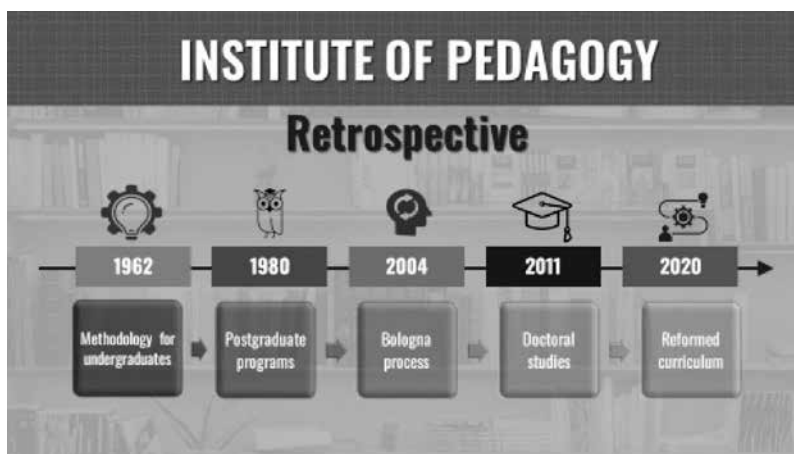 INSTITUTE OF PEDAGOGY
Retrospective
1962
1980
2004
2011
2020
Methodology for
undergraduates
Postgraduate
programs
Bologna
process
Doctoral
studies
Reformed
curriculum